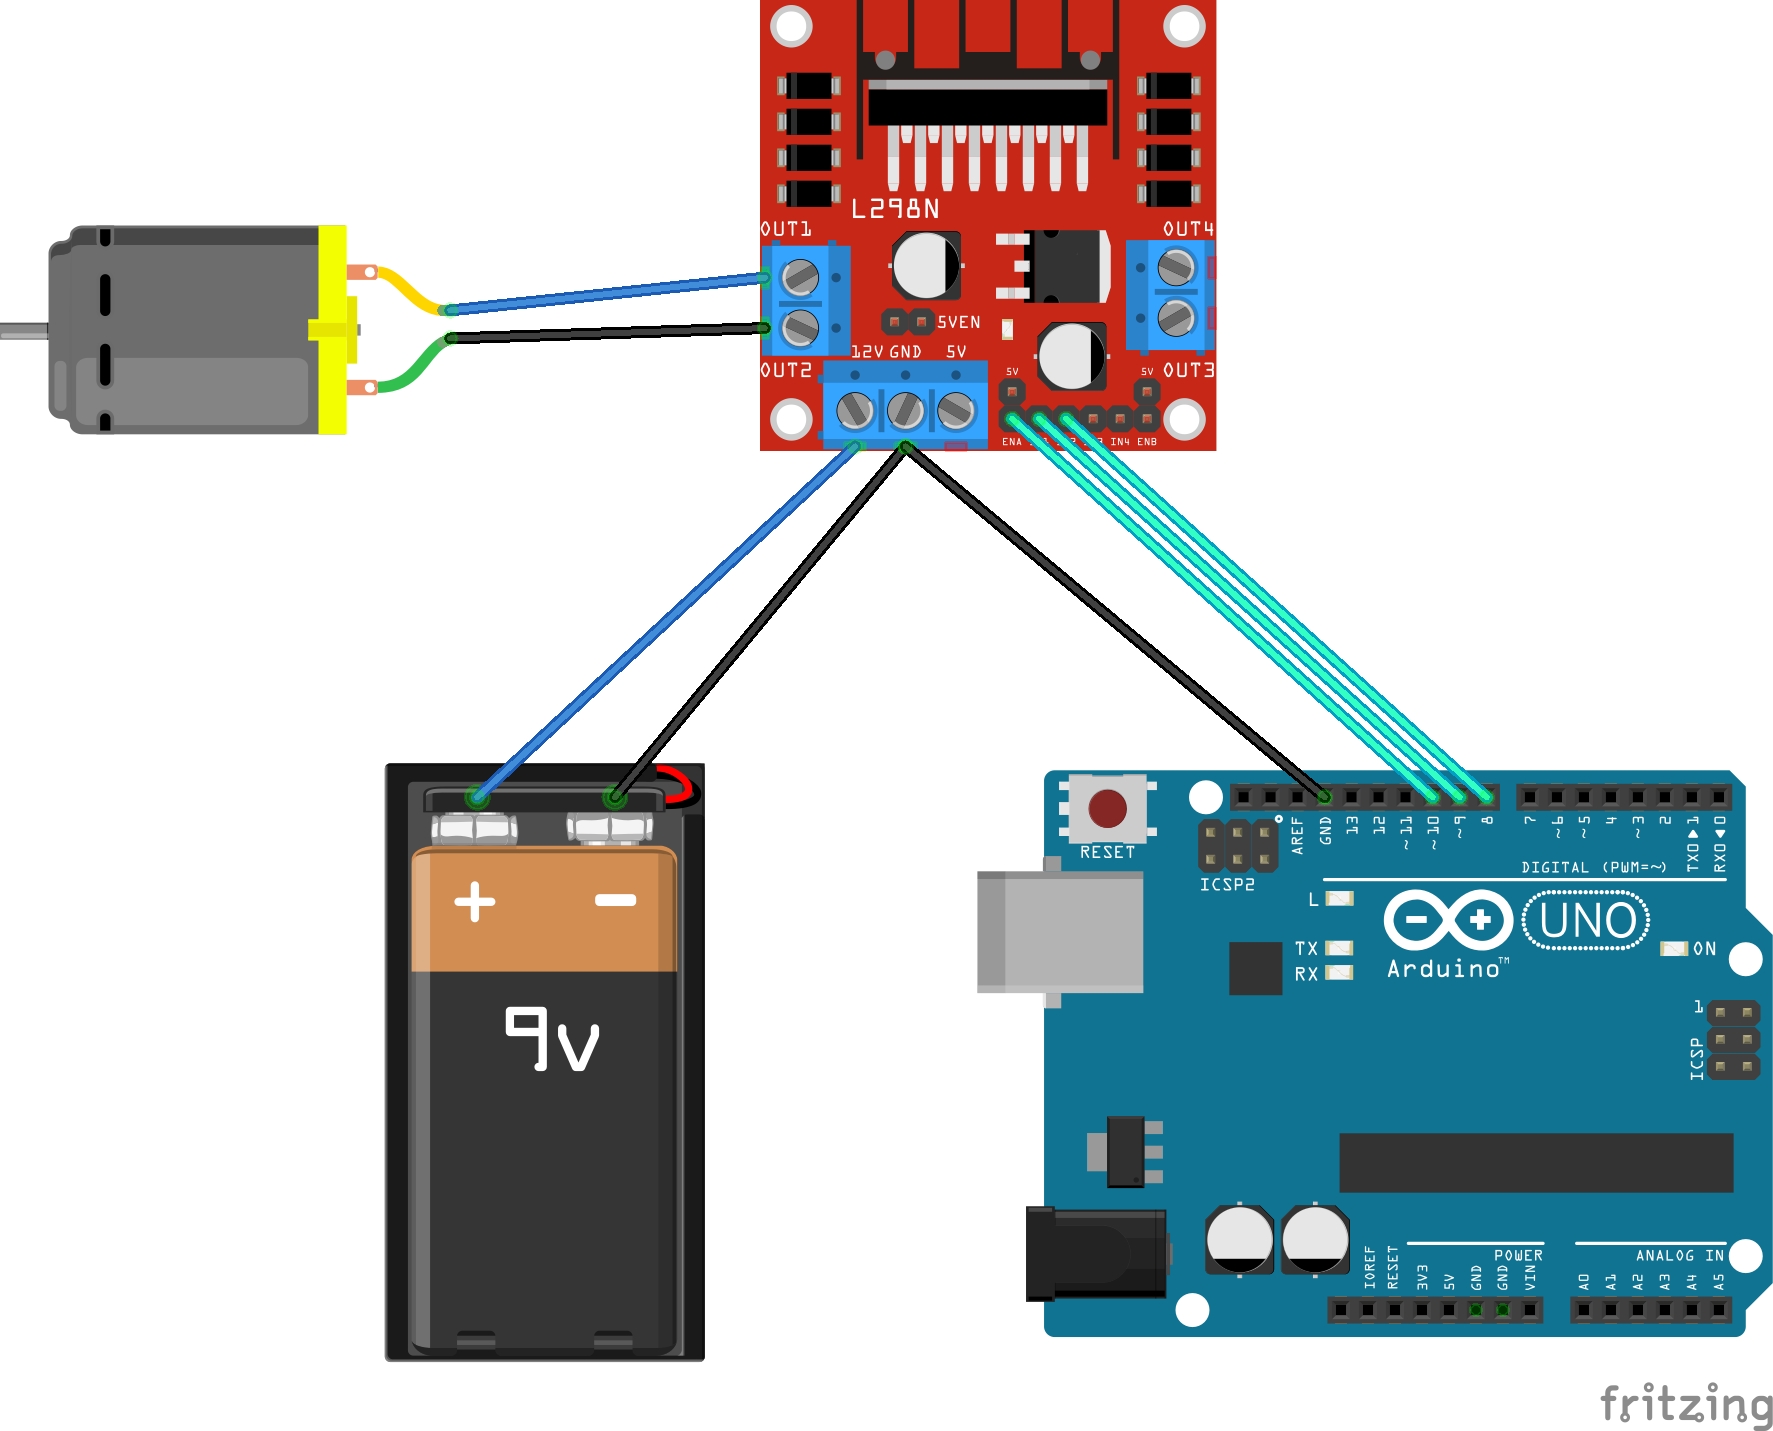 L298N
OUT1
OUT4
5VEN
12V GND 5V
OUT2
OUT3
5V
5V
ENA
IN4 ENB
RESET
ICSP2
AREF
GND
13
12
~11
~10
~9
8
7
~6
~5
4
~3
2
TX0▶1
RX0◀0
DIGITAL (PWM=~)
L
TX
RX
UNO
Arduino™
ON
1
ICSP
+ −
9v
IOREF
RESET
3V3
5V
GND
GND
VIN
POWER
A0
A1
A2
A3
A4
A5
ANALOG IN
fritzing